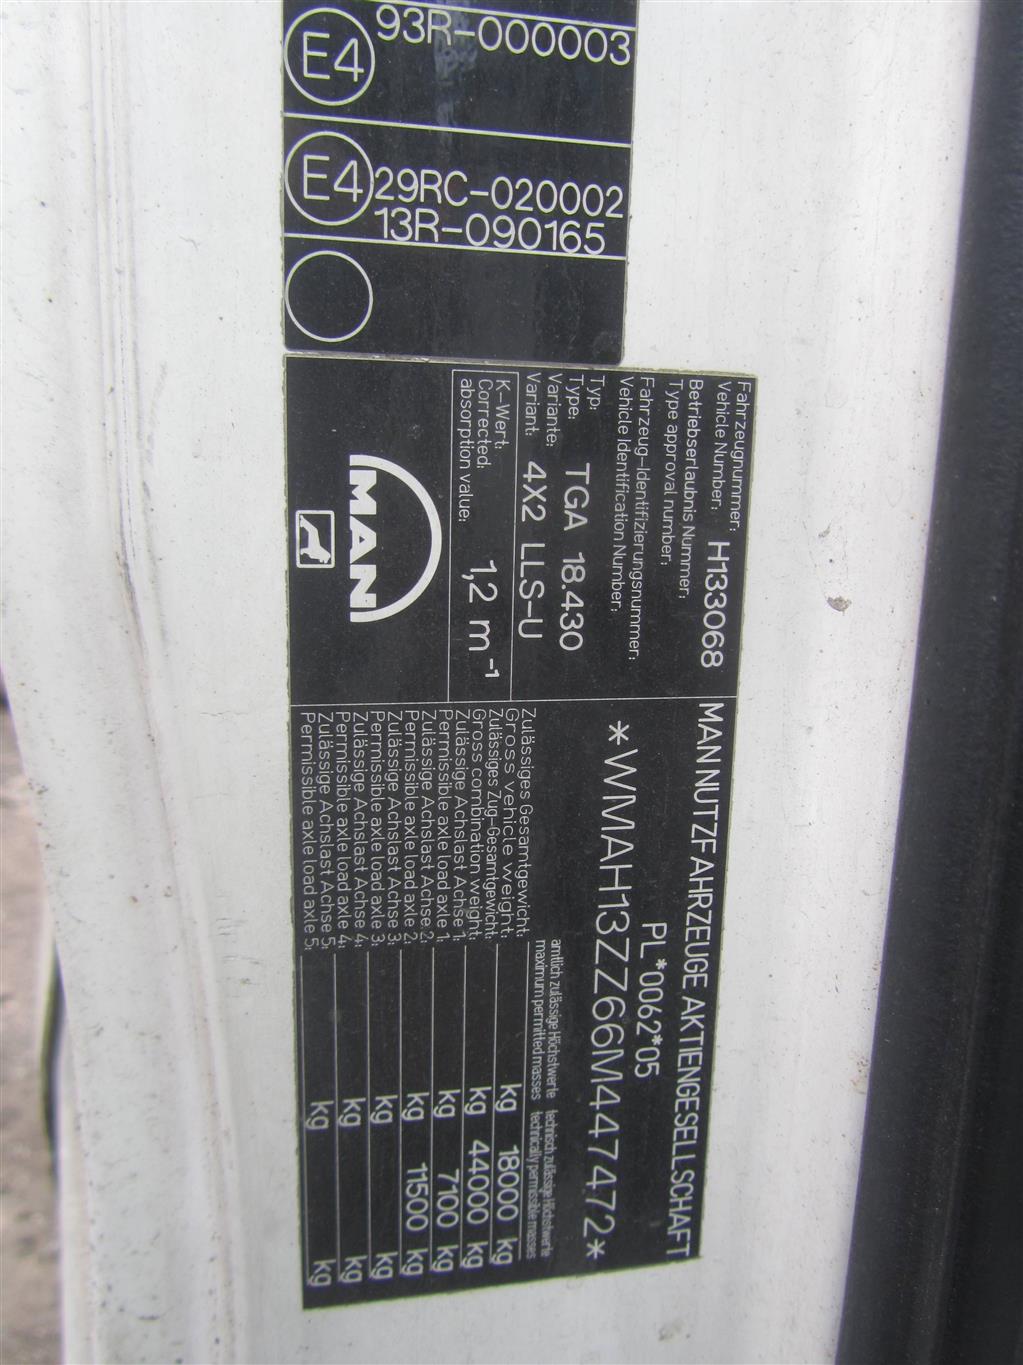 E4
93R-000003
E4
29RC-020002
13R-090165
MAN NUTZFAHRZEUGE AKTIENGESELLSCHAFT
Fahrzeugnummer:
Vehicle Number: H133068
Betriebserlaubnis Nummer:
Type approval number: PL*0062*05
Fahrzeug-Identifizierungsnummer:
Vehicle Identification Number: *WMAH13ZZ66M447472*
Typ:
Type: TGA 18.430
Variante:
Variant: 4X2 LLS-U
K-Wert:
Corrected
absorption value: 1,2 m⁻¹
MAN
amtlich zulässige Höchstwerte technisch zulässige Höchstwerte
maximum permitted masses technically permissible masses
Zulässiges Gesamtgewicht:
Gross vehicle weight: kg 18000 kg
Zulässiges Zug-Gesamtgewicht:
Gross combination weight: kg 44000 kg
Zulässige Achslast Achse 1:
Permissible axle load axle 1: kg 7100 kg
Zulässige Achslast Achse 2:
Permissible axle load axle 2: kg 11500 kg
Zulässige Achslast Achse 3:
Permissible axle load axle 3: kg kg
Zulässige Achslast Achse 4:
Permissible axle load axle 4: kg kg
Zulässige Achslast Achse 5:
Permissible axle load axle 5: kg kg